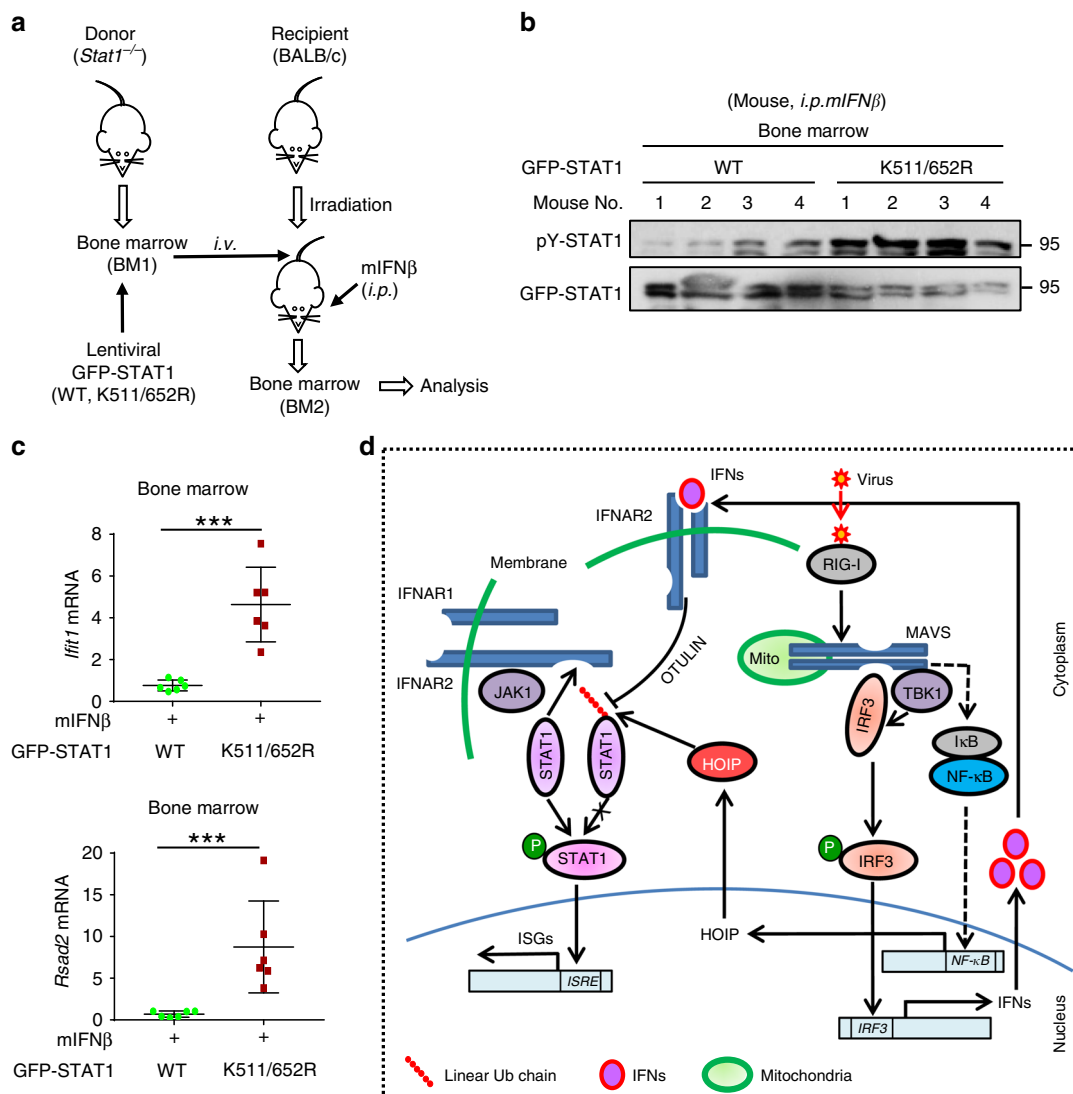 a
Donor
(Stat1–/–)
Recipient
(BALB/c)
Irradiation
Bone marrow
(BM1)
i.v.
mIFNβ
(i.p.)
Lentiviral
GFP-STAT1
(WT, K511/652R)
Bone marrow
(BM2)
Analysis
b
(Mouse, i.p.mIFNβ)
Bone marrow
GFP-STAT1 WT K511/652R
Mouse No. 1 2 3 4 1 2 3 4
pY-STAT1 95
GFP-STAT1 95
c
Bone marrow
***
8
6
4
2
0
Ifit1 mRNA
mIFNβ + +
GFP-STAT1 WT K511/652R
Bone marrow
***
20
15
10
5
0
Rsad2 mRNA
mIFNβ + +
GFP-STAT1 WT K511/652R
d
IFNs
Virus
IFNAR2
RIG-I
Membrane
IFNAR1
MAVS
OTULIN
Mito
IFNAR2
JAK1
TBK1
IRF3
IκB
NF-κB
STAT1
STAT1
HOIP
P
STAT1
P
IRF3
HOIP
ISGs
ISRE
NF-κB
IFNs
IRF3
Cytoplasm
Nucleus
Linear Ub chain
IFNs
Mitochondria